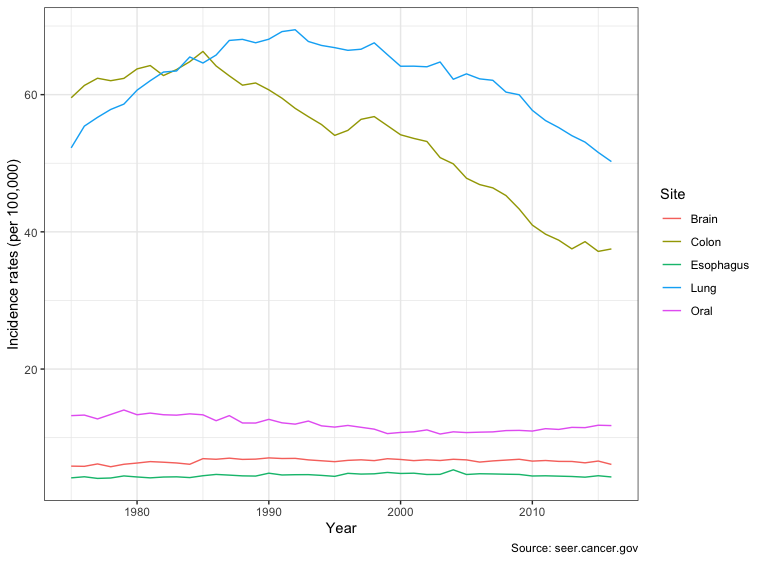 Incidence rates (per 100,000)
60
40
20
1980
1990
2000
2010
Year
Site
Brain
Colon
Esophagus
Lung
Oral
Source: seer.cancer.gov